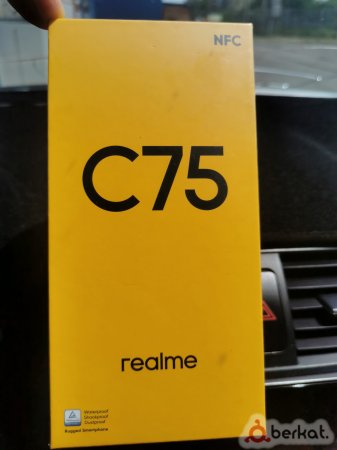 NFC
C75
realme
Waterproof
Shockproof
Dustproof
Rugged Smartphone
berkat.